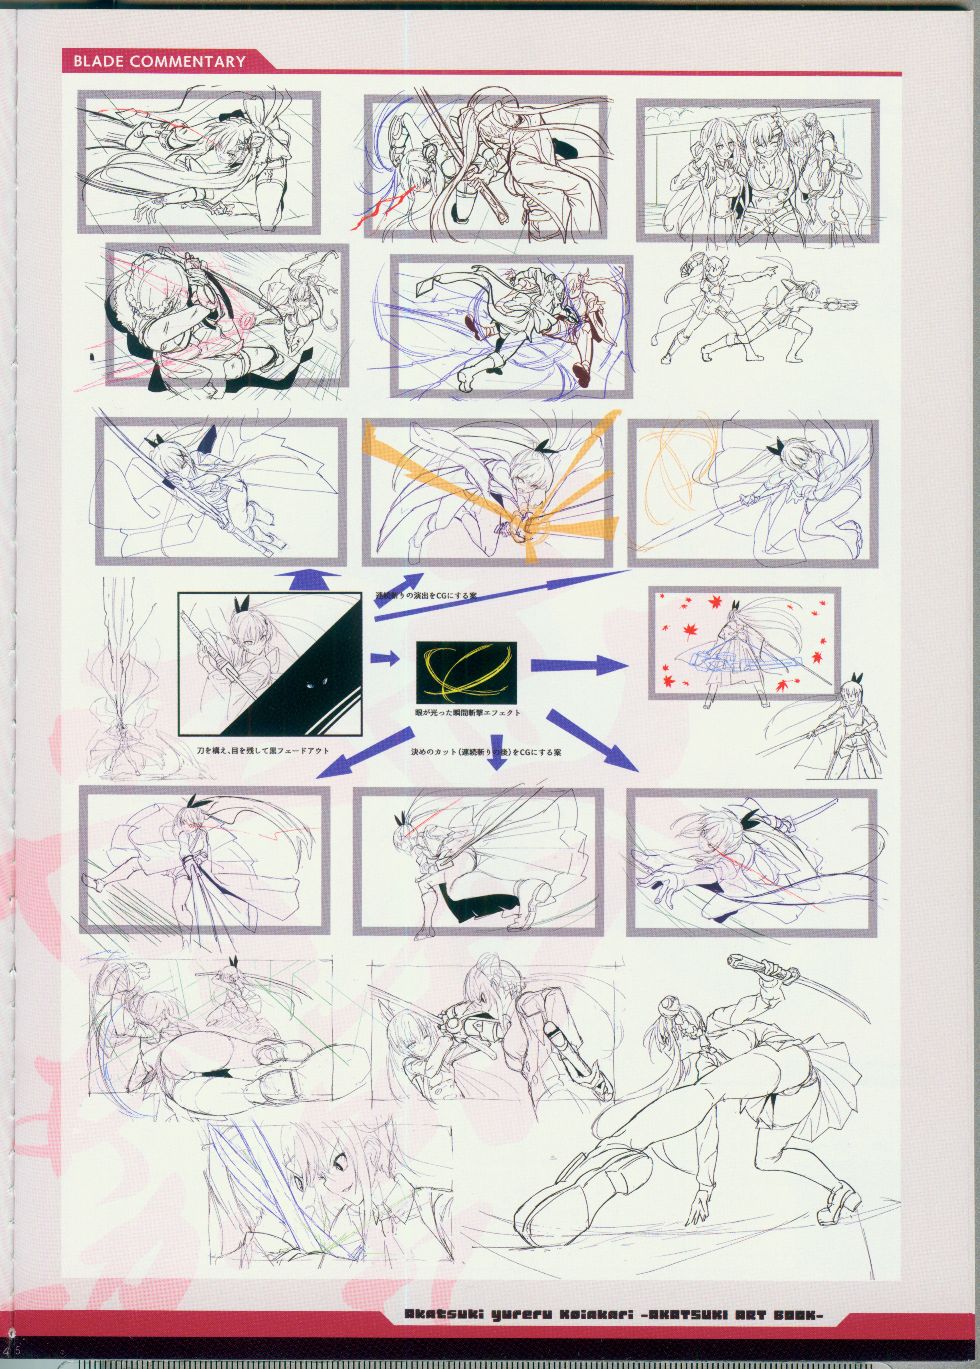 BLADE COMMENTARY
連続斬りの演出をCGにする案
眼が光った瞬間斬撃エフェクト
刀を構え、目を残して黒フェードアウト
決めのカット(連続斬りの後)をCGにする案
Akatsuki yureru Koiakari -AKATSUKI ART BOOK-
45